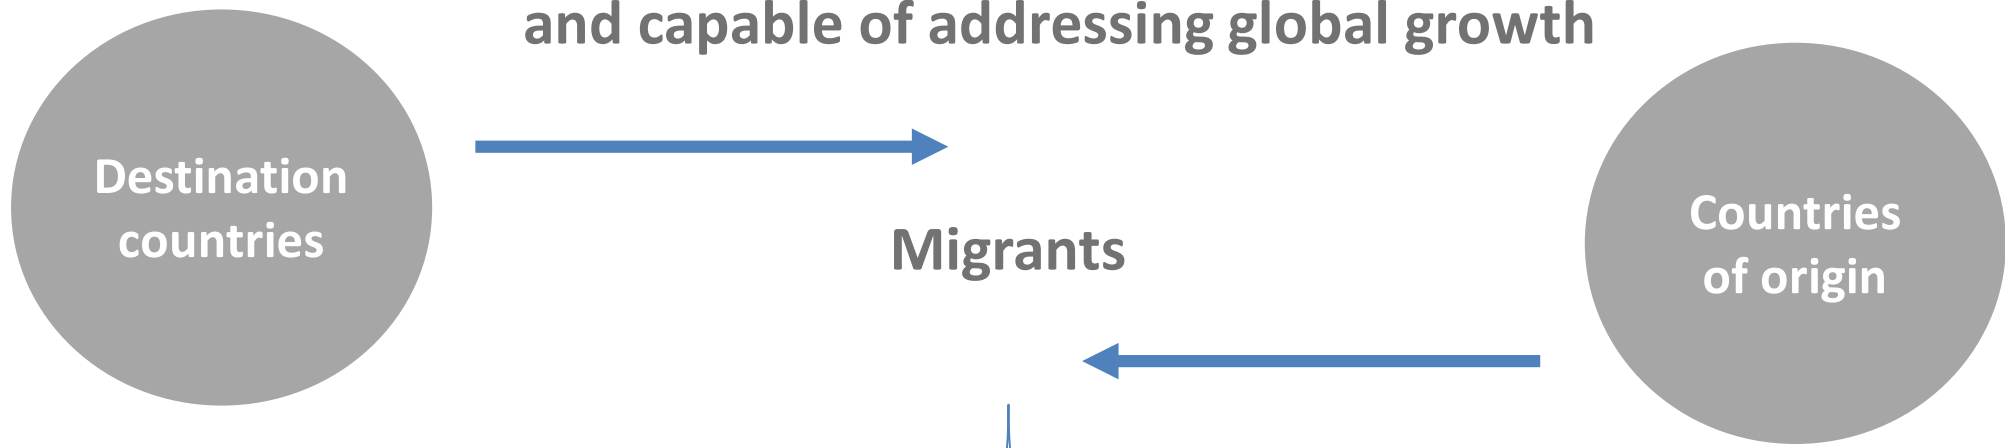 and capable of addressing global growth
Destination
countries
Migrants
Countries
of origin